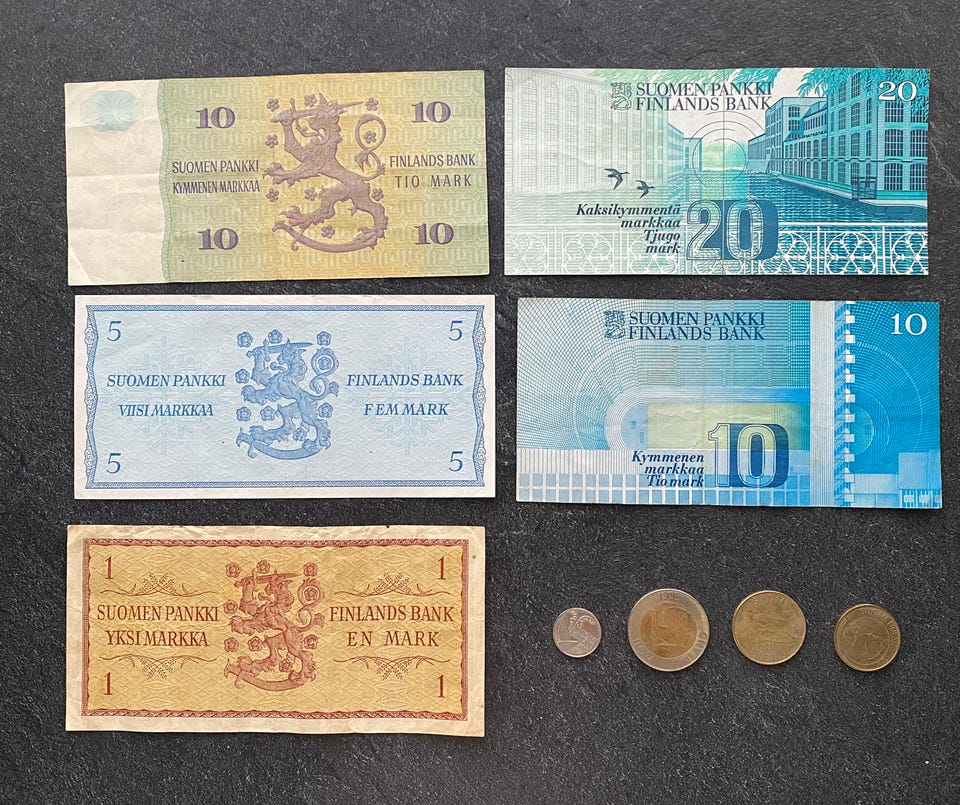 10
10
SUOMEN PANKKI
KYMMENEN MARKKAA
FINLANDS BANK
TIO MARK
10
10
SUOMEN PANKKI
FINLANDS BANK
20
Kaksikymmentä
markkaa
Tjugo
mark
20
5
5
SUOMEN PANKKI
VIISI MARKKAA
FINLANDS BANK
FEM MARK
5
5
SUOMEN PANKKI
FINLANDS BANK
10
Kymmenen
markkaa
Tio mark
10
1
1
SUOMEN PANKKI
YKSI MARKKA
FINLANDS BANK
EN MARK
1
1